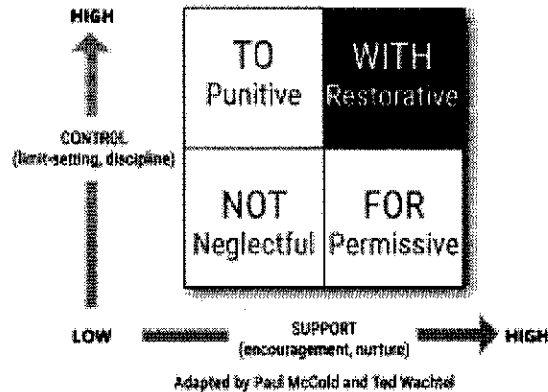 HIGH
TO
Punitive
WITH
Restorative
CONTROL
(limit-setting, discipline)
NOT
Neglectful
FOR
Permissive
LOW
SUPPORT
(encouragement, nurture)
HIGH
Adapted by Paul McCold and Ted Wachtel